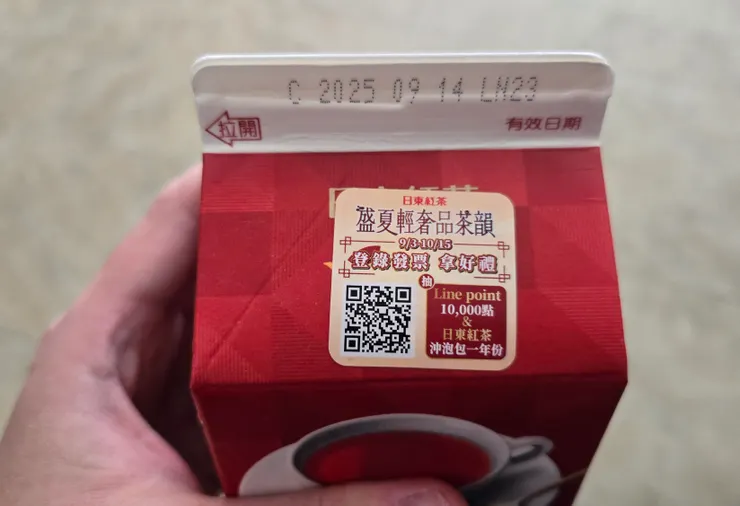 C 2025 09 14 LN23
拉開
有效日期
日東紅茶
盛夏輕奢品茶韻
9/3-10/15
登錄發票 拿好禮
抽
Line point
10,000點
&
日東紅茶
沖泡包一年份